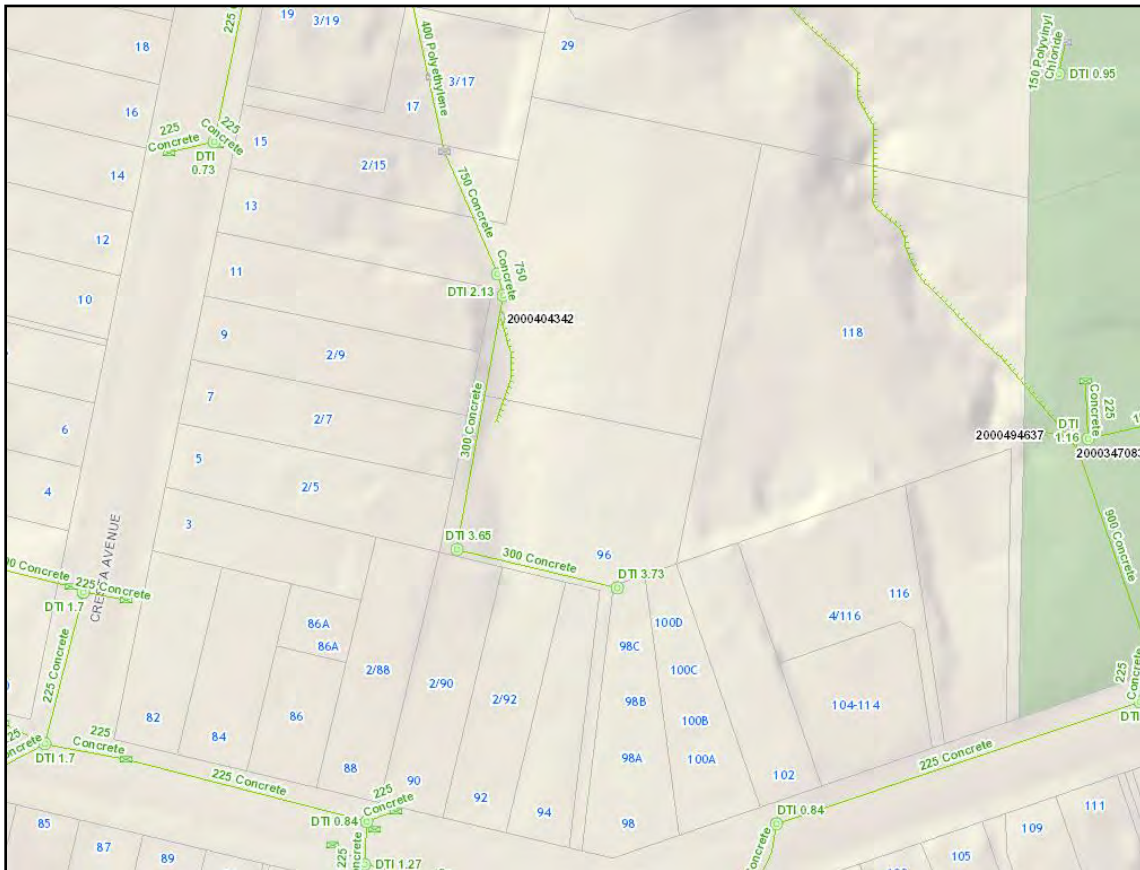 19
3/19
29
18
225
400 Polyethylene
3/17
17
150 Polyvinyl
Chloride
DTI 0.95
16
225
Concrete
225
Concrete
DTI
0.73
15
2/15
14
750 Concrete
13
12
11
750
Concrete
DTI 2.13
10
2000404342
9
2/9
118
7
300 Concrete
2/7
6
225
Concrete
DTI
1.16
2000494637
2000347083
5
2/5
4
3
CRETA AVENUE
DTI 3.65
300 Concrete
96
DTI 3.73
900 Concrete
Concrete
225 Concrete
DTI 1.7
86A
86A
116
4/116
100D
98C
100C
2/88
2/90
2/92
98B
100B
104-114
225
Concrete
DTI
225 Concrete
82
84
86
98A
100A
225
Concrete
Concrete
DTI 1.7
225 Concrete
225 Concrete
88
90
92
94
98
102
225
Concrete
DTI 0.84
DTI 0.84
85
87
89
225
DTI 1.27
105
109
111